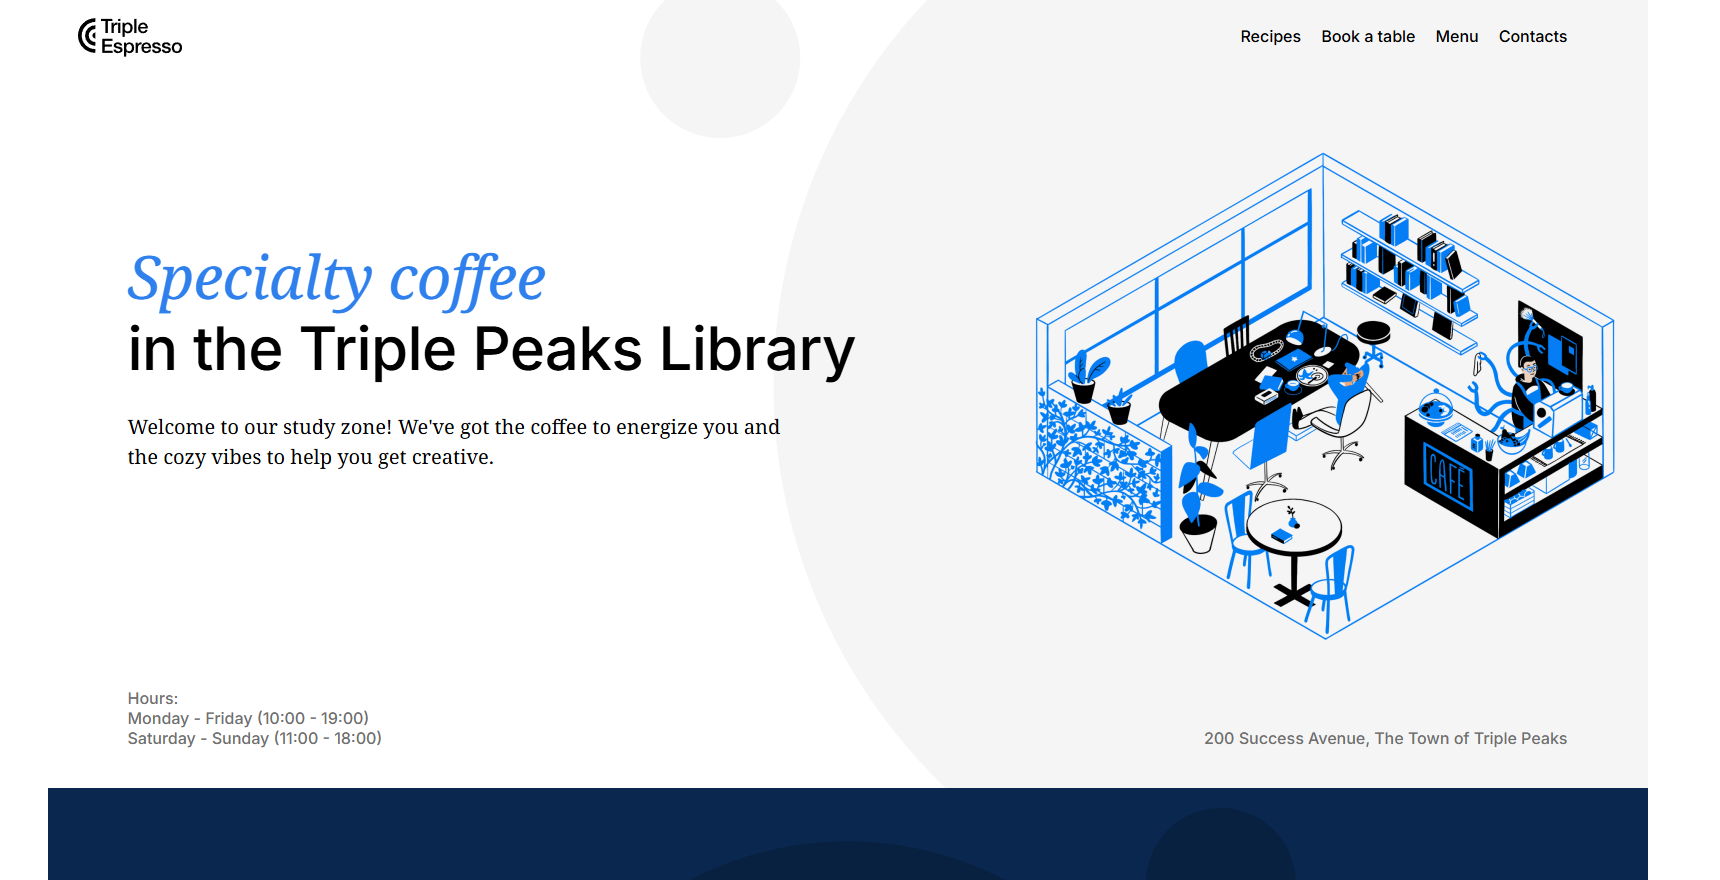 Triple
Espresso
Recipes Book a table Menu Contacts
Specialty coffee
in the Triple Peaks Library
Welcome to our study zone! We've got the coffee to energize you and
the cozy vibes to help you get creative.
CAFÉ
Hours:
Monday - Friday (10:00 - 19:00)
Saturday - Sunday (11:00 - 18:00)
200 Success Avenue, The Town of Triple Peaks